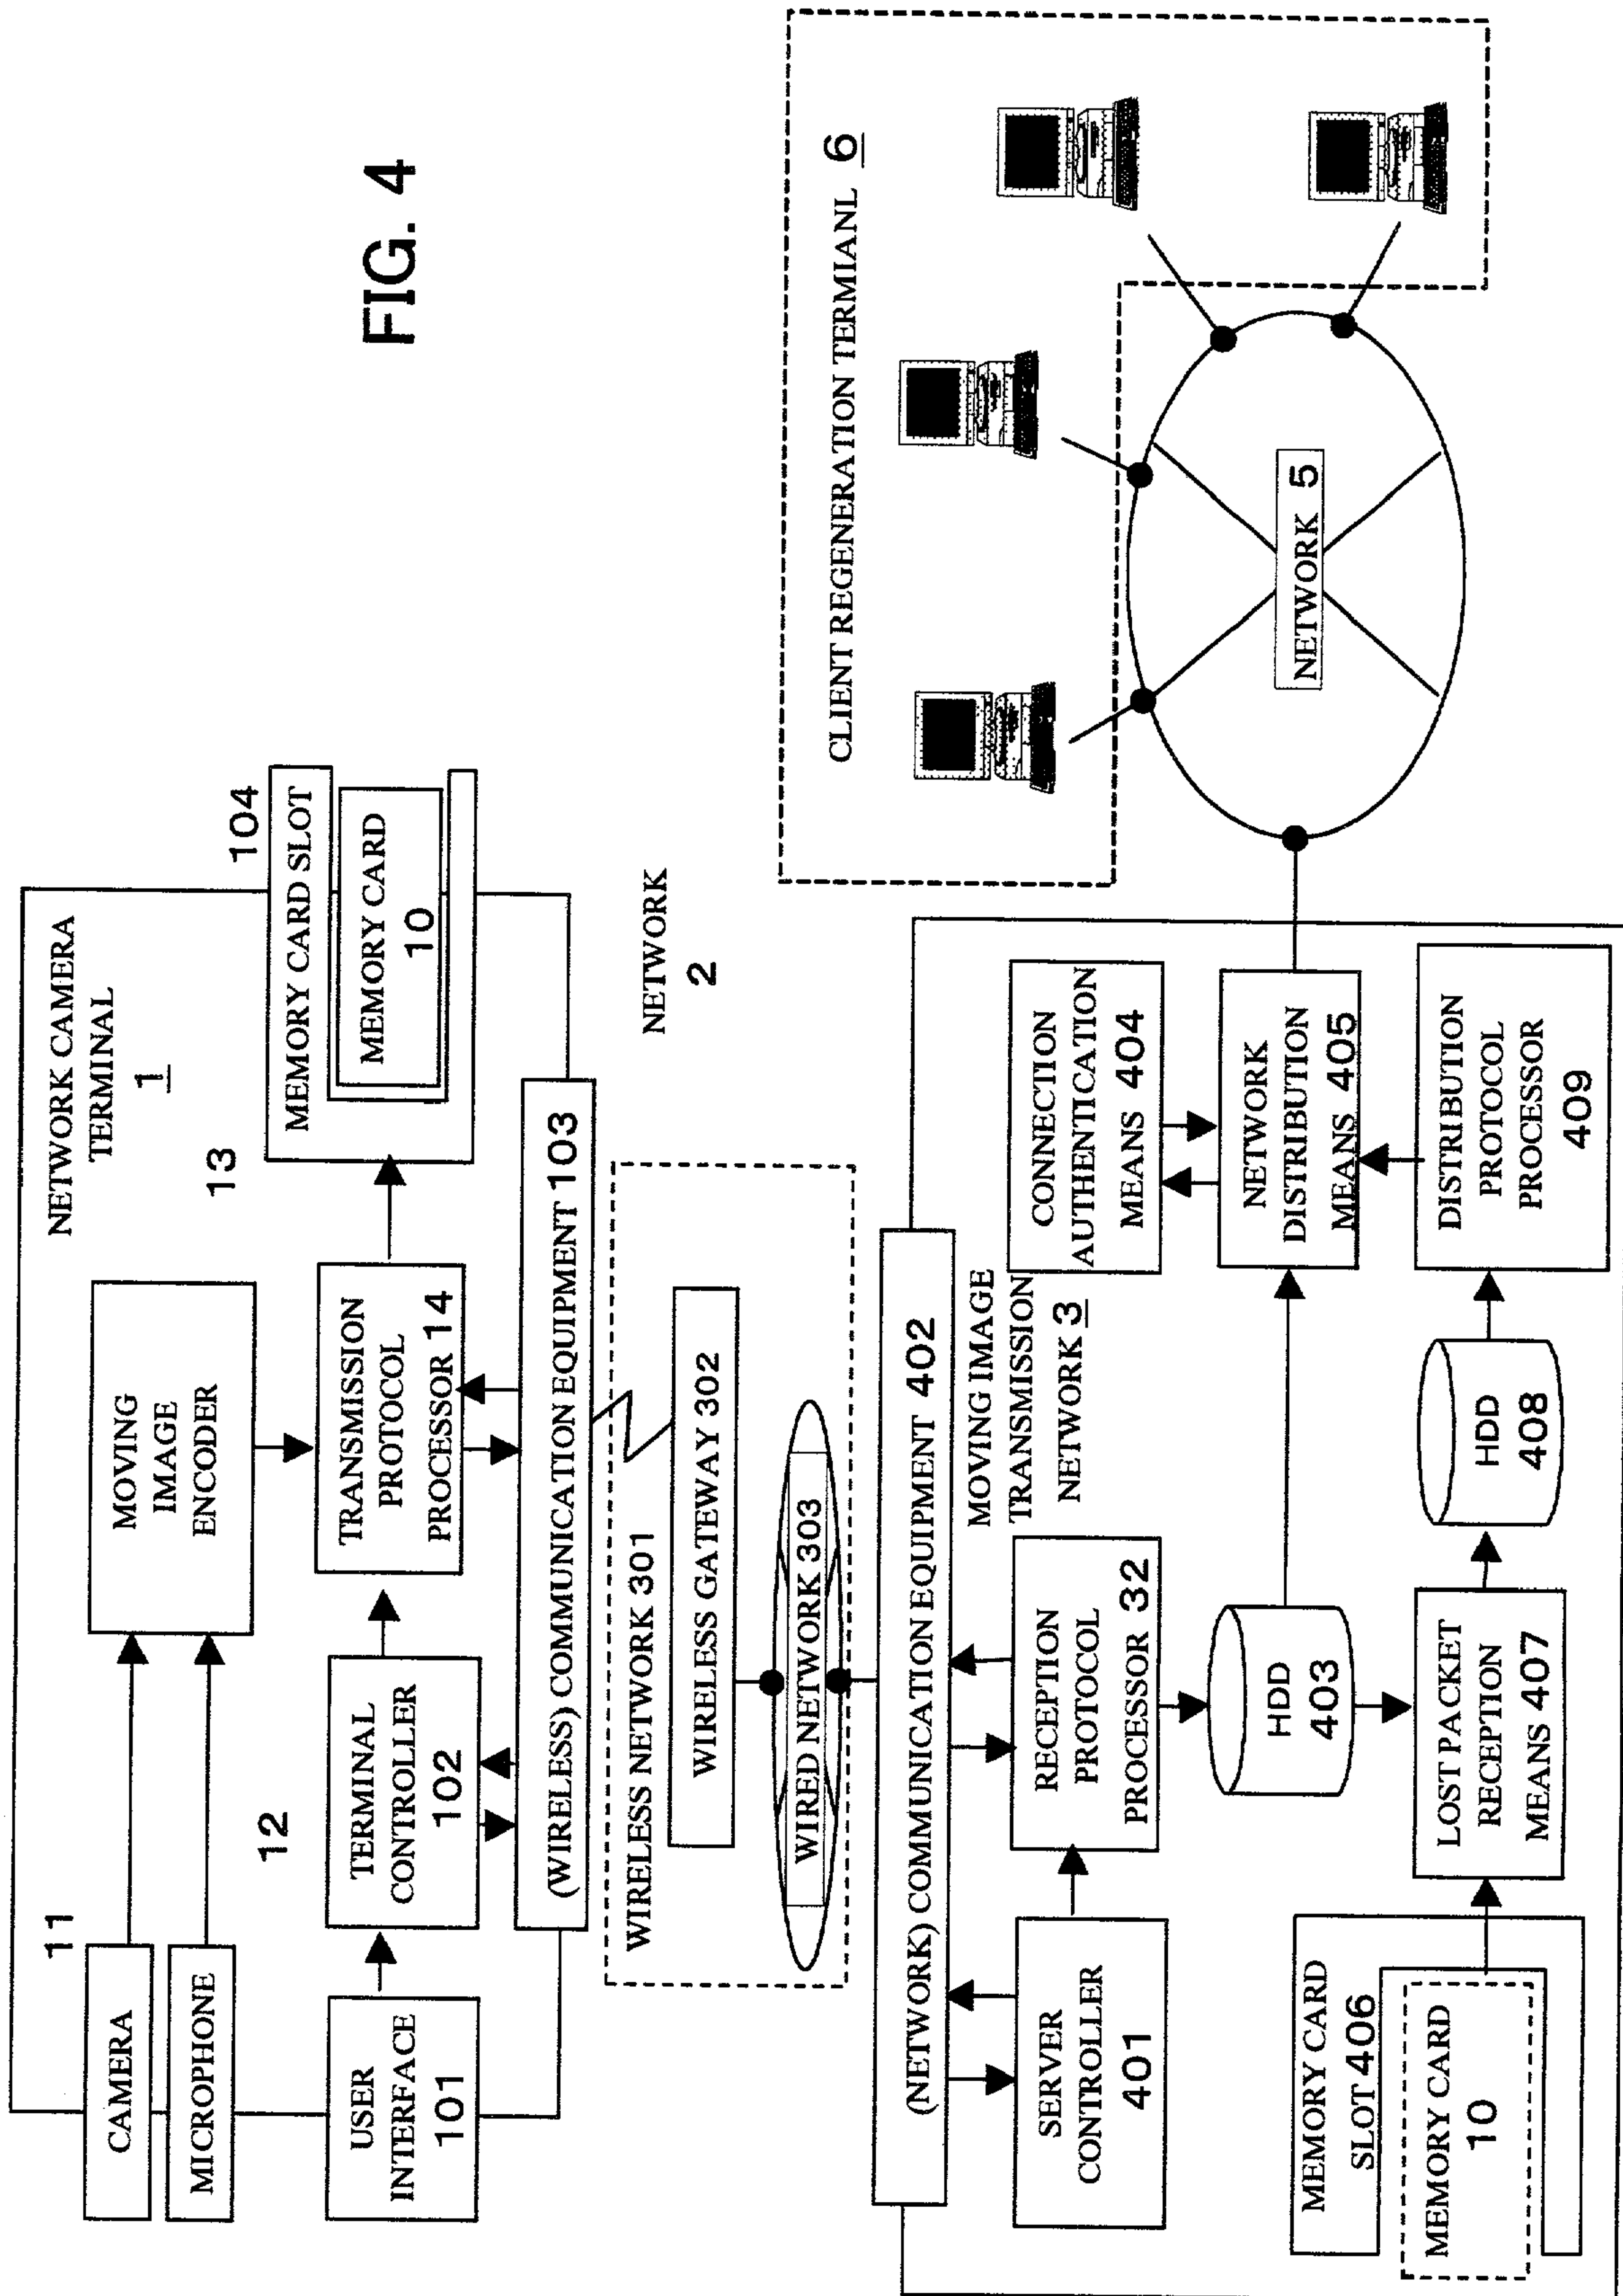 FIG. 4
NETWORK CAMERA
TERMINAL
1
11
CAMERA
MICROPHONE
12
13
MOVING
IMAGE
ENCODER
USER
INTERFACE
101
TERMINAL
CONTROLLER
102
TRANSMISSION
PROTOCOL
PROCESSOR 14
104
MEMORY CARD SLOT
MEMORY CARD
10
(WIRELESS) COMMUNICATION EQUIPMENT 103
NETWORK
2
WIRELESS NETWORK 301
WIRELESS GATEWAY 302
WIRED NETWORK 303
(NETWORK) COMMUNICATION EQUIPMENT 402
MOVING IMAGE
TRANSMISSION
NETWORK 3
SERVER
CONTROLLER
401
RECEPTION
PROTOCOL
PROCESSOR 32
CONNECTION
AUTHENTICATION
MEANS 404
HDD
403
NETWORK
DISTRIBUTION
MEANS 405
MEMORY CARD
SLOT 406
MEMORY CARD
10
LOST PACKET
RECEPTION
MEANS 407
HDD
408
DISTRIBUTION
PROTOCOL
PROCESSOR
409
CLIENT REGENERATION TERMIANL 6
NETWORK 5